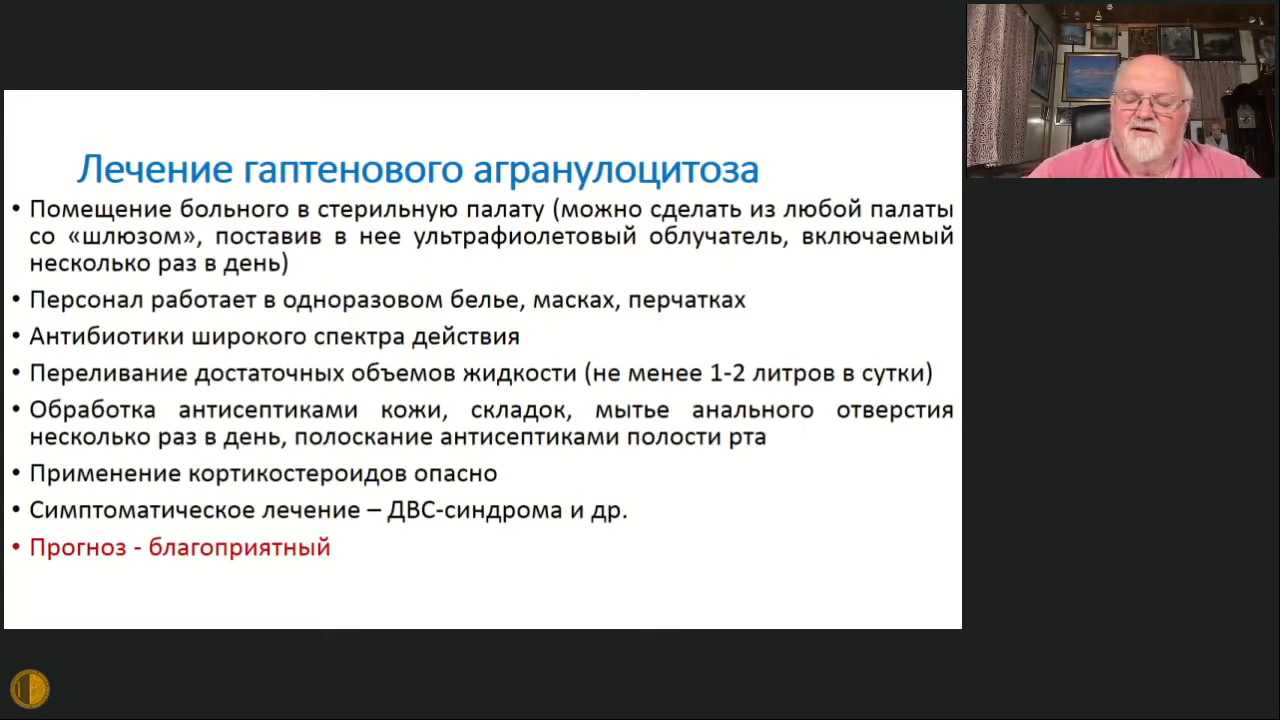 Лечение гаптенового агранулоцитоза
• Помещение больного в стерильную палату (можно сделать из любой палаты
со «шлюзом», поставив в нее ультрафиолетовый облучатель, включаемый
несколько раз в день)
• Персонал работает в одноразовом белье, масках, перчатках
• Антибиотики широкого спектра действия
• Переливание достаточных объемов жидкости (не менее 1-2 литров в сутки)
• Обработка антисептиками кожи, складок, мытье анального отверстия
несколько раз в день, полоскание антисептиками полости рта
• Применение кортикостероидов опасно
• Симптоматическое лечение – ДВС-синдрома и др.
• Прогноз - благоприятный